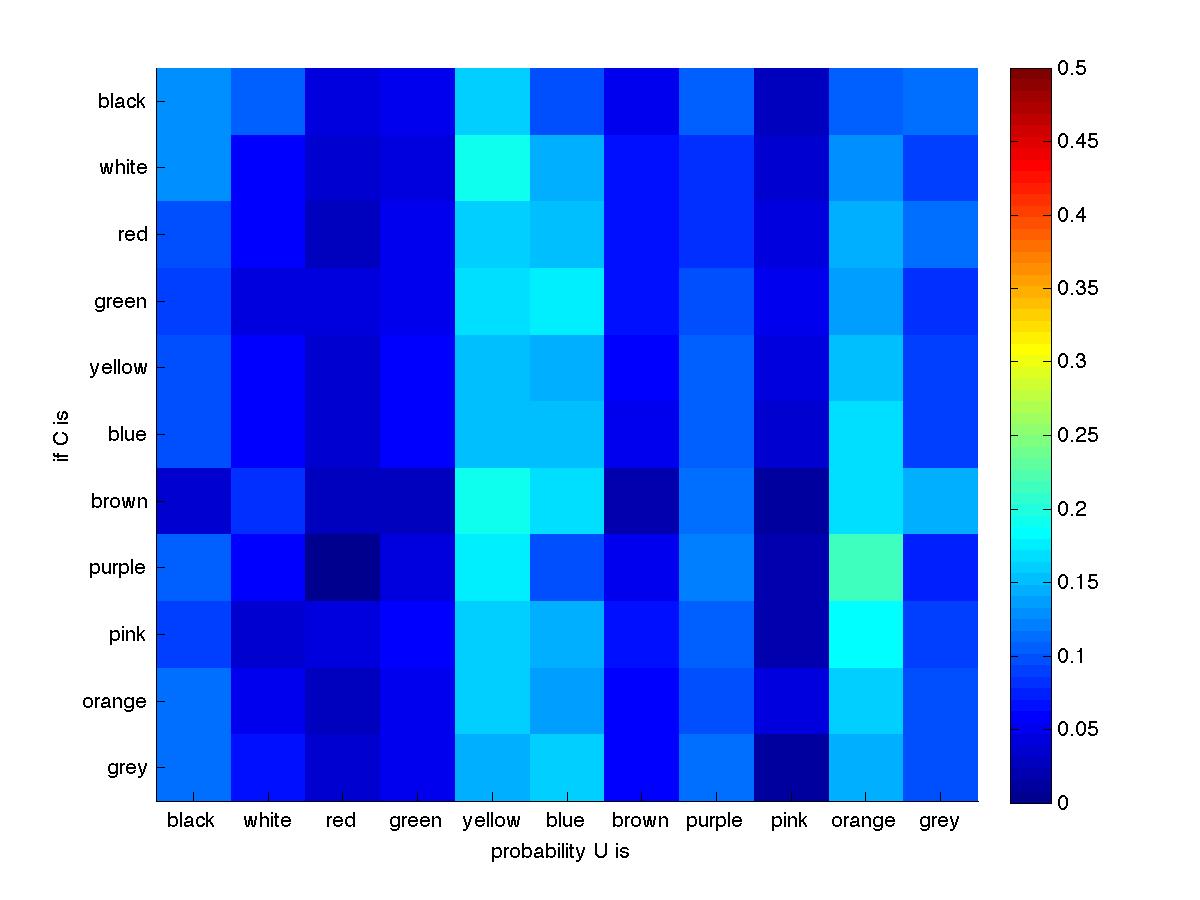 if C is
black
white
red
green
yellow
blue
brown
purple
pink
orange
grey
black white red green yellow blue brown purple pink orange grey
probability U is
0.5
0.45
0.4
0.35
0.3
0.25
0.2
0.15
0.1
0.05
0